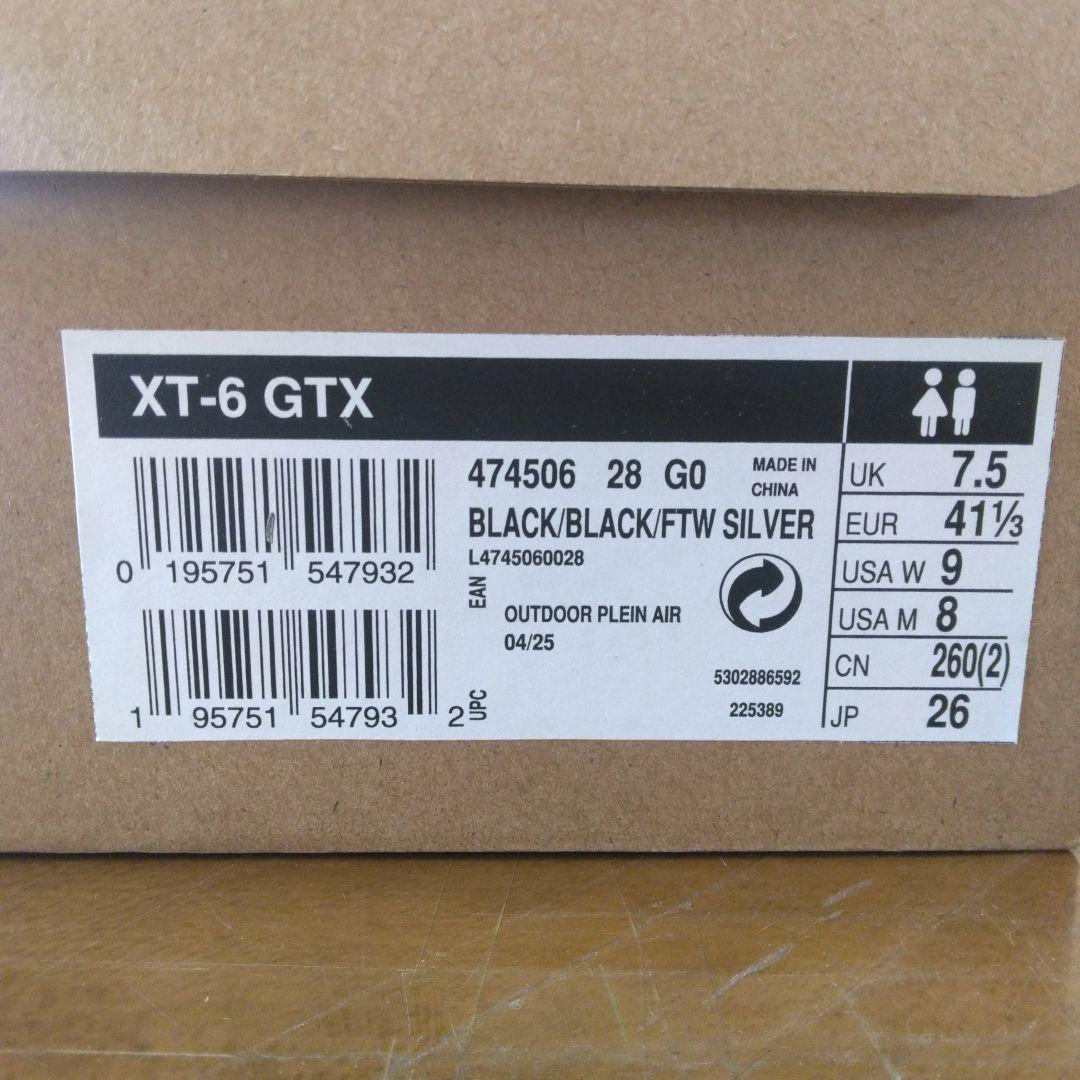 XT-6 GTX
0 195751 547932
1 95751 54793 2
EAN
UPC
474506 28 G0
MADE IN
CHINA
BLACK/BLACK/FTW SILVER
L4745060028
OUTDOOR PLEIN AIR
04/25
5302886592
225389
UK 7.5
EUR 41⅓
USA W 9
USA M 8
CN 260(2)
JP 26